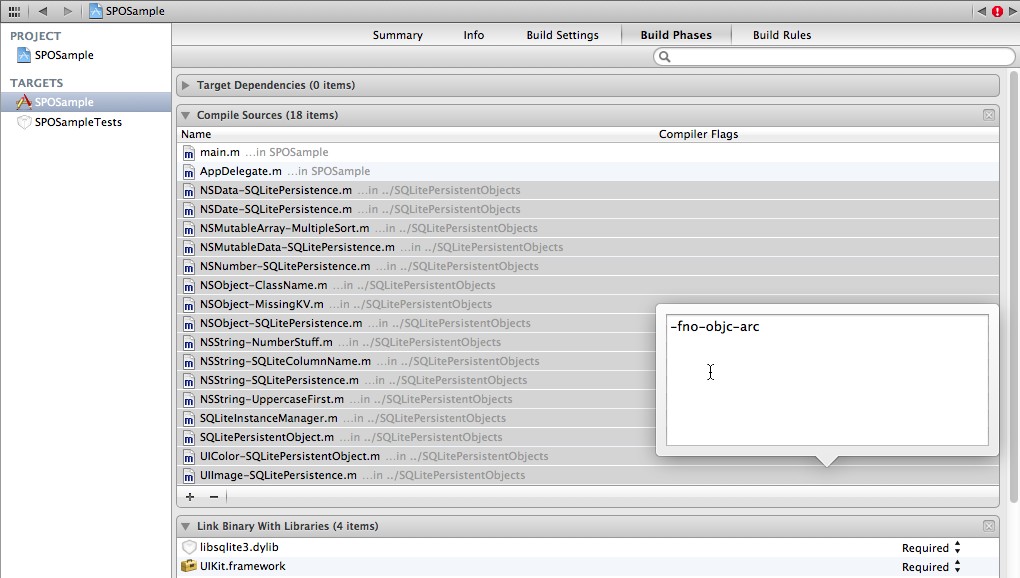 SPOSample
PROJECT
SPOSample
TARGETS
SPOSample
SPOSampleTests
Summary Info Build Settings Build Phases Build Rules
Target Dependencies (0 items)
Compile Sources (18 items)
Name Compiler Flags
main.m ...in SPOSample
AppDelegate.m ...in SPOSample
NSData-SQLitePersistence.m ...in ../SQLitePersistentObjects
NSDate-SQLitePersistence.m ...in ../SQLitePersistentObjects
NSMutableArray-MultipleSort.m ...in ../SQLitePersistentObjects
NSMutableData-SQLitePersistence.m ...in ../SQLitePersistentObjects
NSNumber-SQLitePersistence.m ...in ../SQLitePersistentObjects
NSObject-ClassName.m ...in ../SQLitePersistentObjects
NSObject-MissingKV.m ...in ../SQLitePersistentObjects
NSObject-SQLitePersistence.m ...in ../SQLitePersistentObjects
NSString-NumberStuff.m ...in ../SQLitePersistentObjects
NSString-SQLiteColumnName.m ...in ../SQLitePersistentObjects
NSString-SQLitePersistence.m ...in ../SQLitePersistentObjects
NSString-UppercaseFirst.m ...in ../SQLitePersistentObjects
SQLiteInstanceManager.m ...in ../SQLitePersistentObjects
SQLitePersistentObject.m ...in ../SQLitePersistentObjects
UIColor-SQLitePersistentObject.m ...in ../SQLitePersistentObjects
UIImage-SQLitePersistence.m ...in ../SQLitePersistentObjects
-fno-objc-arc
Link Binary With Libraries (4 items)
libsqlite3.dylib Required
UIKit.framework Required